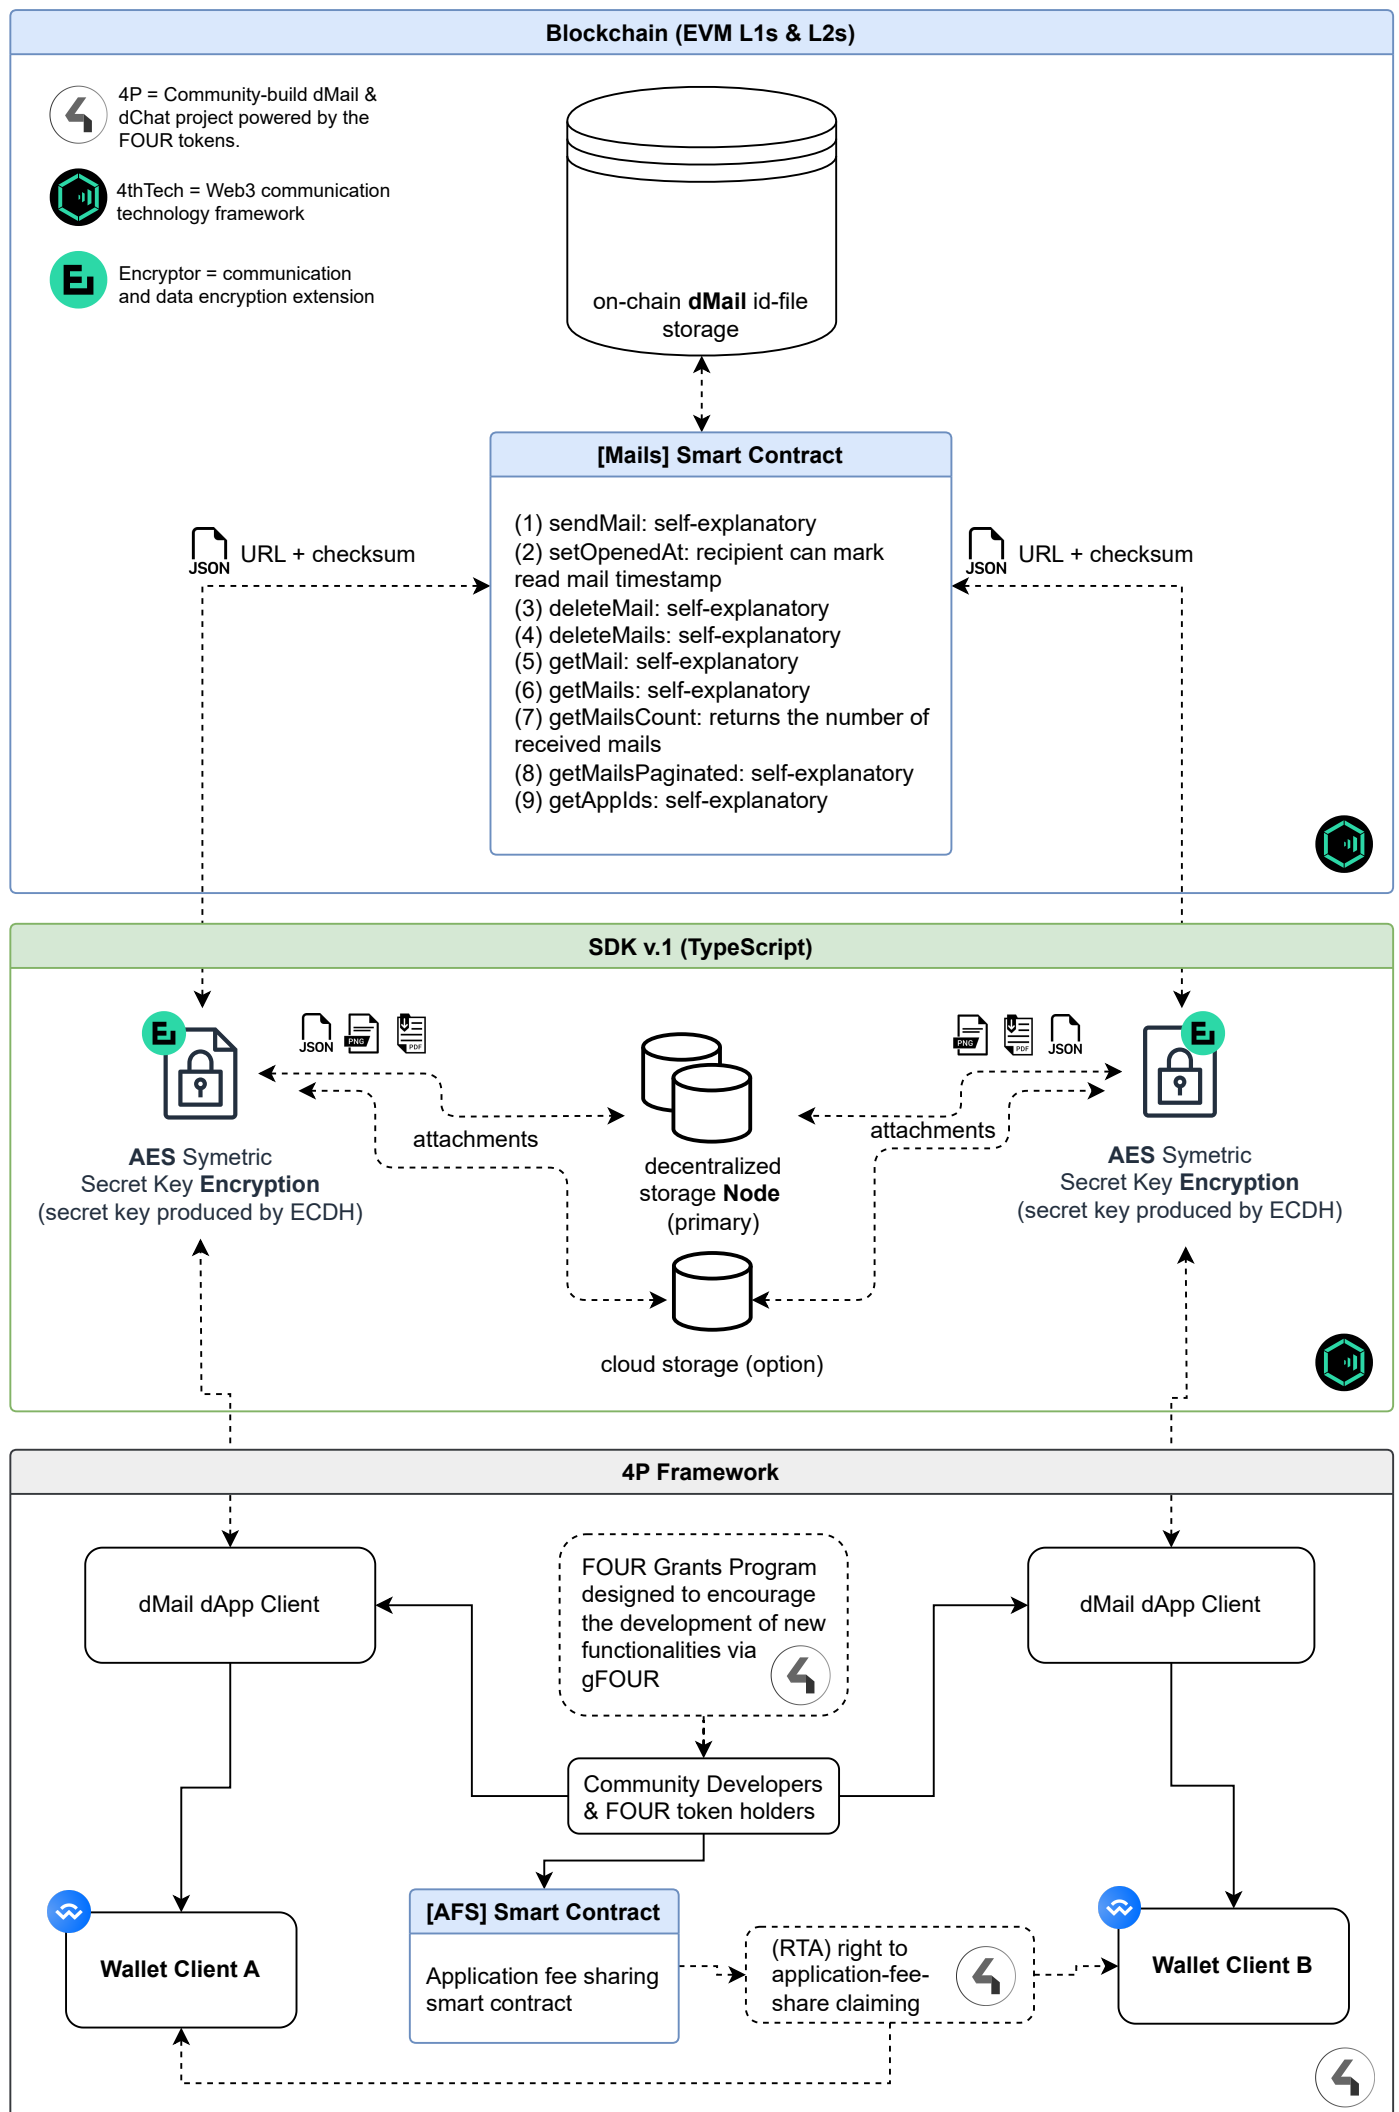 Blockchain (EVM L1s & L2s)
4P = Community-build dMail &
dChat project powered by the
FOUR tokens.
4thTech = Web3 communication
technology framework
Encryptor = communication
and data encryption extension
on-chain dMail id-file
storage
[Mails] Smart Contract
(1) sendMail: self-explanatory
(2) setOpenedAt: recipient can mark
read mail timestamp
(3) deleteMail: self-explanatory
(4) deleteMails: self-explanatory
(5) getMail: self-explanatory
(6) getMails: self-explanatory
(7) getMailsCount: returns the number of
received mails
(8) getMailsPaginated: self-explanatory
(9) getAppIds: self-explanatory
JSON
URL + checksum
JSON
URL + checksum
SDK v.1 (TypeScript)
JSON
PNG
PDF
PNG
PDF
JSON
attachments
attachments
AES Symetric
Secret Key Encryption
(secret key produced by ECDH)
decentralized
storage Node
(primary)
AES Symetric
Secret Key Encryption
(secret key produced by ECDH)
cloud storage (option)
4P Framework
dMail dApp Client
FOUR Grants Program
designed to encourage
the development of new
functionalities via
gFOUR
dMail dApp Client
Community Developers
& FOUR token holders
Wallet Client A
[AFS] Smart Contract
Application fee sharing
smart contract
(RTA) right to
application-fee-
share claiming
Wallet Client B